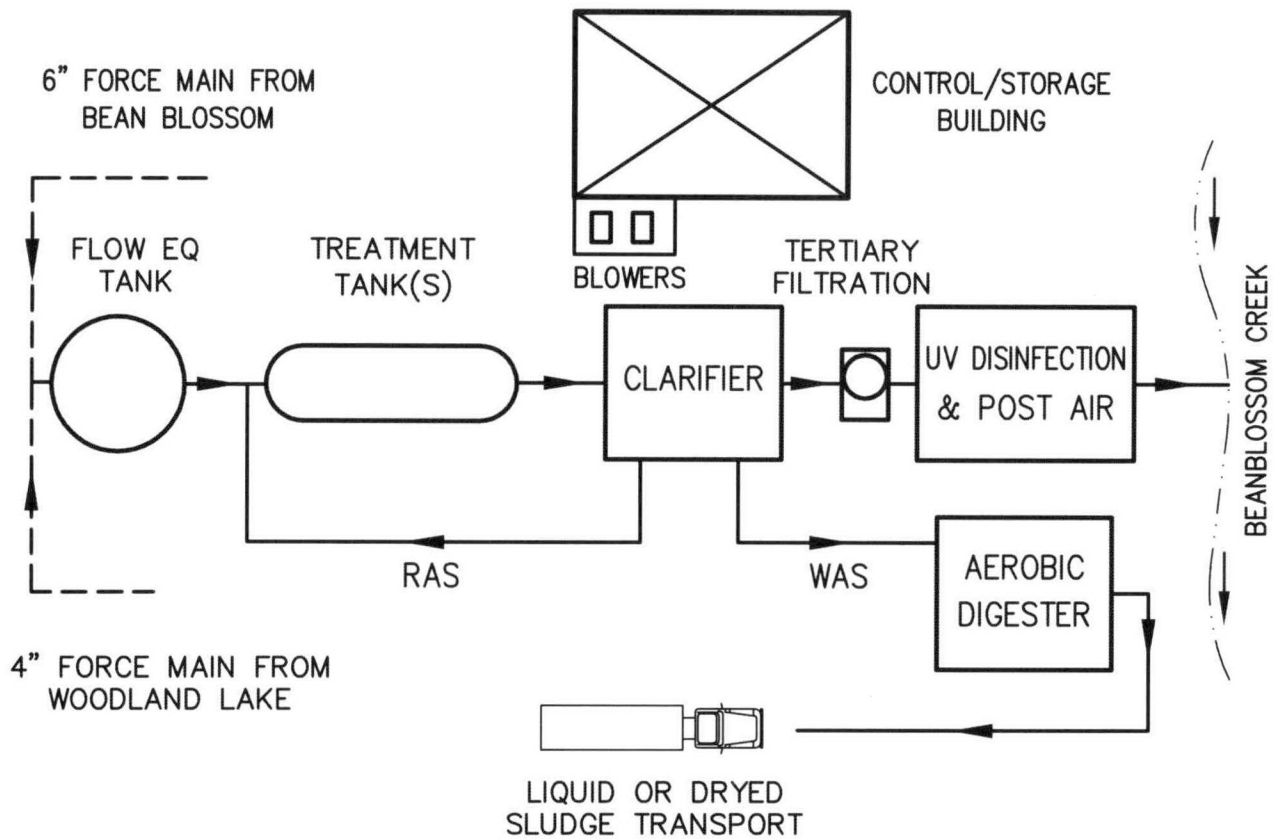 6" FORCE MAIN FROM
BEAN BLOSSOM
CONTROL/STORAGE
BUILDING
FLOW EQ
TANK
TREATMENT
TANK(S)
BLOWERS
TERTIARY
FILTRATION
CLARIFIER
UV DISINFECTION
& POST AIR
BEANBLOSSOM CREEK
RAS
WAS
AEROBIC
DIGESTER
4" FORCE MAIN FROM
WOODLAND LAKE
LIQUID OR DRYED
SLUDGE TRANSPORT